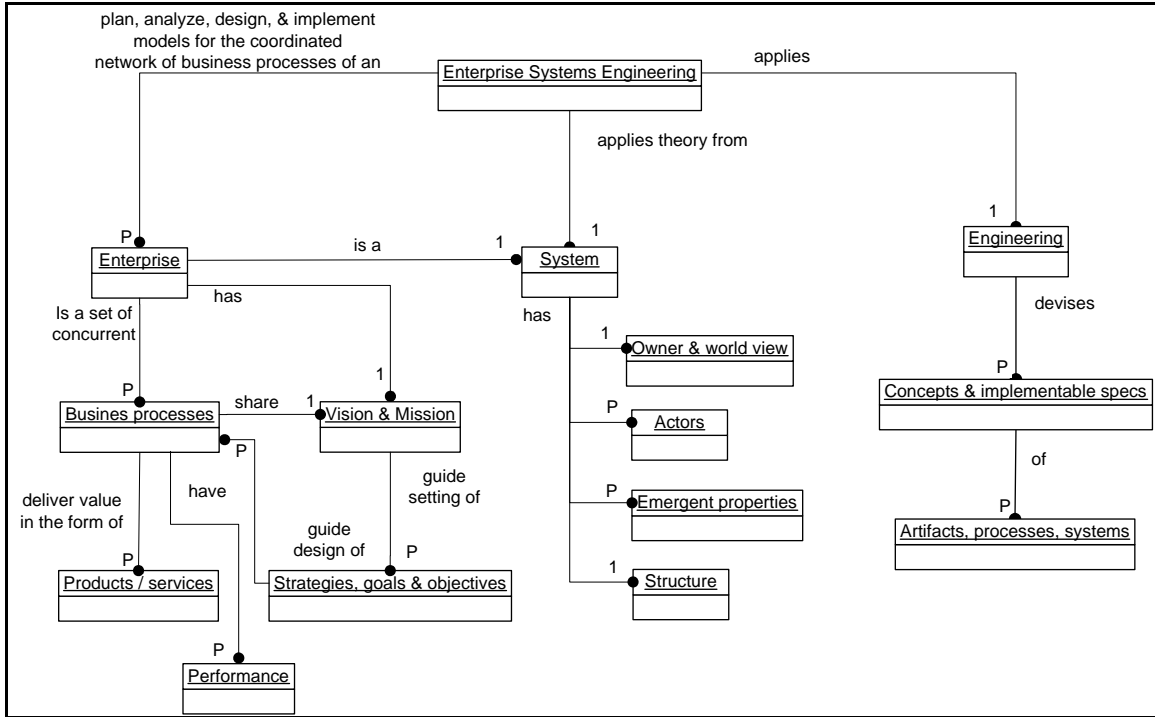 plan, analyze, design, & implement
models for the coordinated
network of business processes of an
Enterprise Systems Engineering
applies
applies theory from
P
1
1
Enterprise
is a
1
System
Engineering
has
has
devises
Is a set of
concurrent
1
Owner & world view
P
1
P
Concepts & implementable specs
Busines processes
share
1
Vision & Mission
P
Actors
P
of
have
guide
setting of
deliver value
in the form of
P
Emergent properties
P
Artifacts, processes, systems
guide
design of
P
P
Products / services
Strategies, goals & objectives
1
Structure
P
Performance